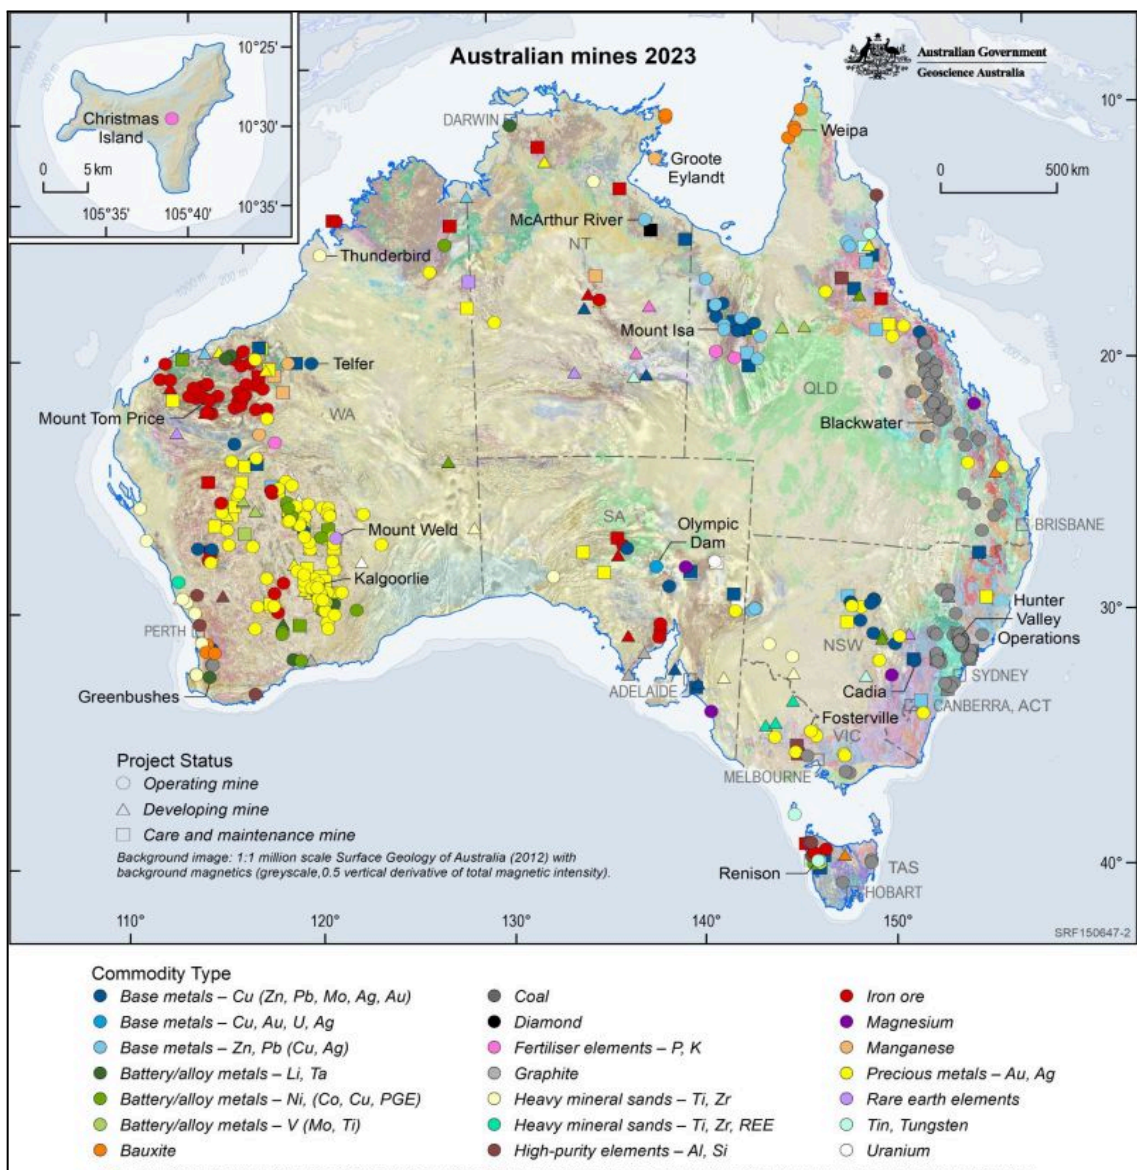 Australian mines 2023
Australian Government
Geoscience Australia
1000 m
200 m
10°25'
10°30'
10°35'
Christmas
Island
0 5 km
105°35' 105°40'
10°
20°
30°
40°
0 500 km
DARWIN
Weipa
Groote
Eylandt
McArthur River
NT
Thunderbird
Mount Isa
Telfer
QLD
Mount Tom Price
WA
Blackwater
SA
Olympic
Dam
BRISBANE
Mount Weld
Kalgoorlie
Hunter
Valley
Operations
PERTH
NSW
SYDNEY
Greenbushes
ADELAIDE
Cadia
CANBERRA, ACT
Fosterville
VIC
MELBOURNE
Renison
TAS
HOBART
Project Status
Operating mine
Developing mine
Care and maintenance mine
Background image: 1:1 million scale Surface Geology of Australia (2012) with
background magnetics (greyscale,0.5 vertical derivative of total magnetic intensity).
110° 120° 130° 140° 150°
SRF150647-2
Commodity Type
Base metals – Cu (Zn, Pb, Mo, Ag, Au)
Base metals – Cu, Au, U, Ag
Base metals – Zn, Pb (Cu, Ag)
Battery/alloy metals – Li, Ta
Battery/alloy metals – Ni, (Co, Cu, PGE)
Battery/alloy metals – V (Mo, Ti)
Bauxite
Coal
Diamond
Fertiliser elements – P, K
Graphite
Heavy mineral sands – Ti, Zr
Heavy mineral sands – Ti, Zr, REE
High-purity elements – Al, Si
Iron ore
Magnesium
Manganese
Precious metals – Au, Ag
Rare earth elements
Tin, Tungsten
Uranium